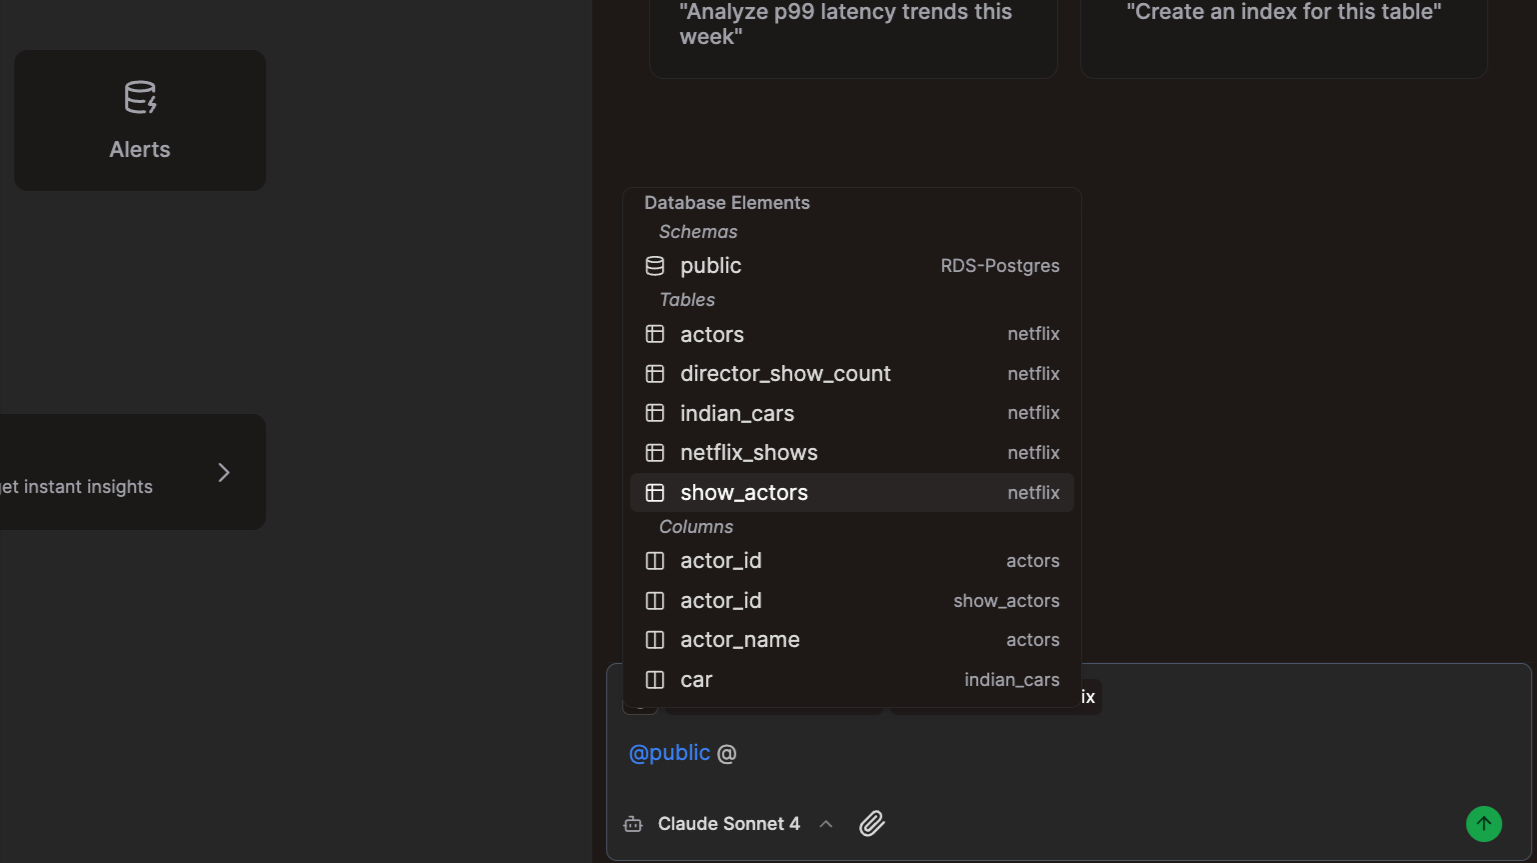 "Analyze p99 latency trends this
week"
"Create an index for this table"
Alerts
get instant insights
Database Elements
Schemas
public RDS-Postgres
Tables
actors netflix
director_show_count netflix
indian_cars netflix
netflix_shows netflix
show_actors netflix
Columns
actor_id actors
actor_id show_actors
actor_name actors
car indian_cars
ix
@public @
Claude Sonnet 4